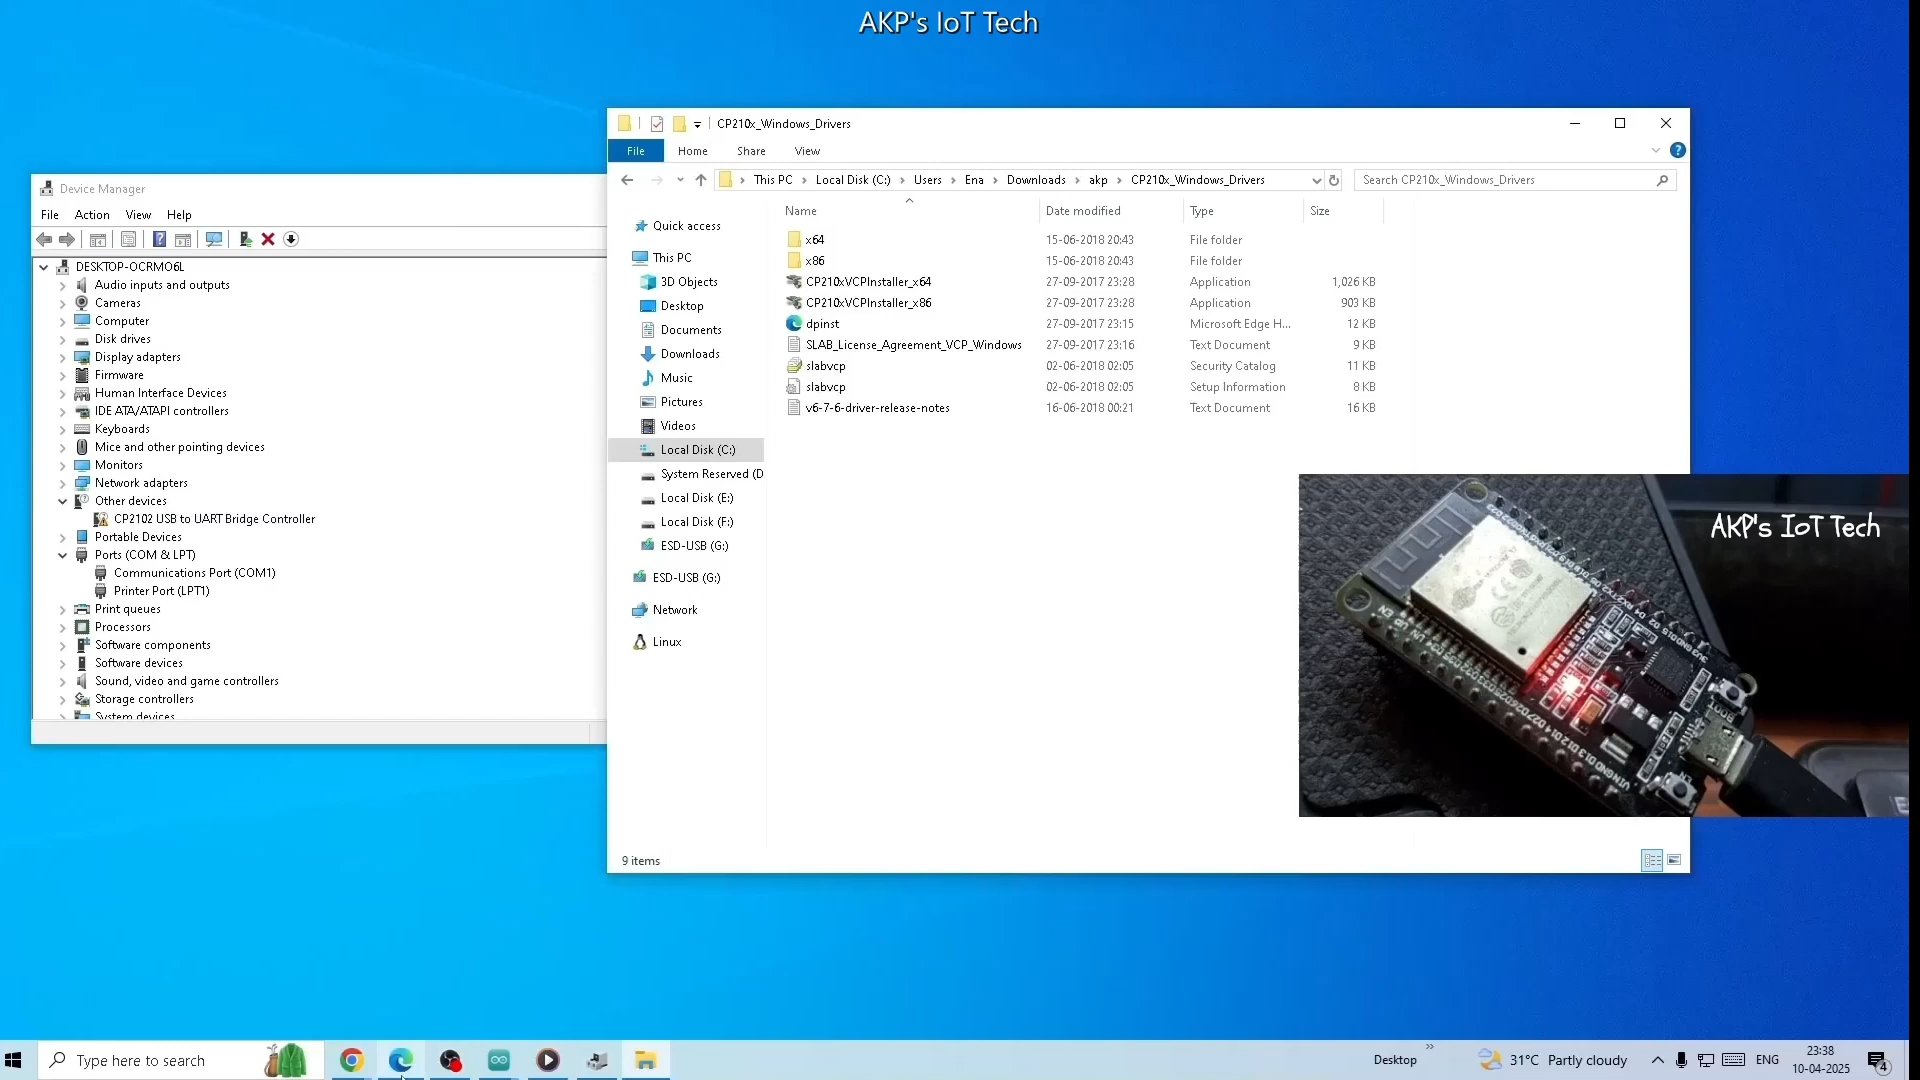 AKP's IoT Tech
CP210x_Windows_Drivers
File Home Share View
This PC Local Disk (C:) Users Ena Downloads akp CP210x_Windows_Drivers
Search CP210x_Windows_Drivers
Name Date modified Type Size
x64 15-06-2018 20:43 File folder
x86 15-06-2018 20:43 File folder
CP210xVCPInstaller_x64 27-09-2017 23:28 Application 1,026 KB
CP210xVCPInstaller_x86 27-09-2017 23:28 Application 903 KB
dpinst 27-09-2017 23:15 Microsoft Edge H... 12 KB
SLAB_License_Agreement_VCP_Windows 27-09-2017 23:16 Text Document 9 KB
slabvcp 02-06-2018 02:05 Security Catalog 11 KB
slabvcp 02-06-2018 02:05 Setup Information 8 KB
v6-7-6-driver-release-notes 16-06-2018 00:21 Text Document 16 KB
Quick access
This PC
3D Objects
Desktop
Documents
Downloads
Music
Pictures
Videos
Local Disk (C:)
System Reserved (D
Local Disk (E:)
Local Disk (F:)
ESD-USB (G:)
ESD-USB (G:)
Network
Linux
9 items
Device Manager
File Action View Help
DESKTOP-OCRMO6L
Audio inputs and outputs
Cameras
Computer
Disk drives
Display adapters
Firmware
Human Interface Devices
IDE ATA/ATAPI controllers
Keyboards
Mice and other pointing devices
Monitors
Network adapters
Other devices
CP2102 USB to UART Bridge Controller
Portable Devices
Ports (COM & LPT)
Communications Port (COM1)
Printer Port (LPT1)
Print queues
Processors
Software components
Software devices
Sound, video and game controllers
Storage controllers
System devices
AKP's IoT Tech
BOOT
EN
Type here to search
Desktop
31°C Partly cloudy
ENG
23:38
10-04-2025
4